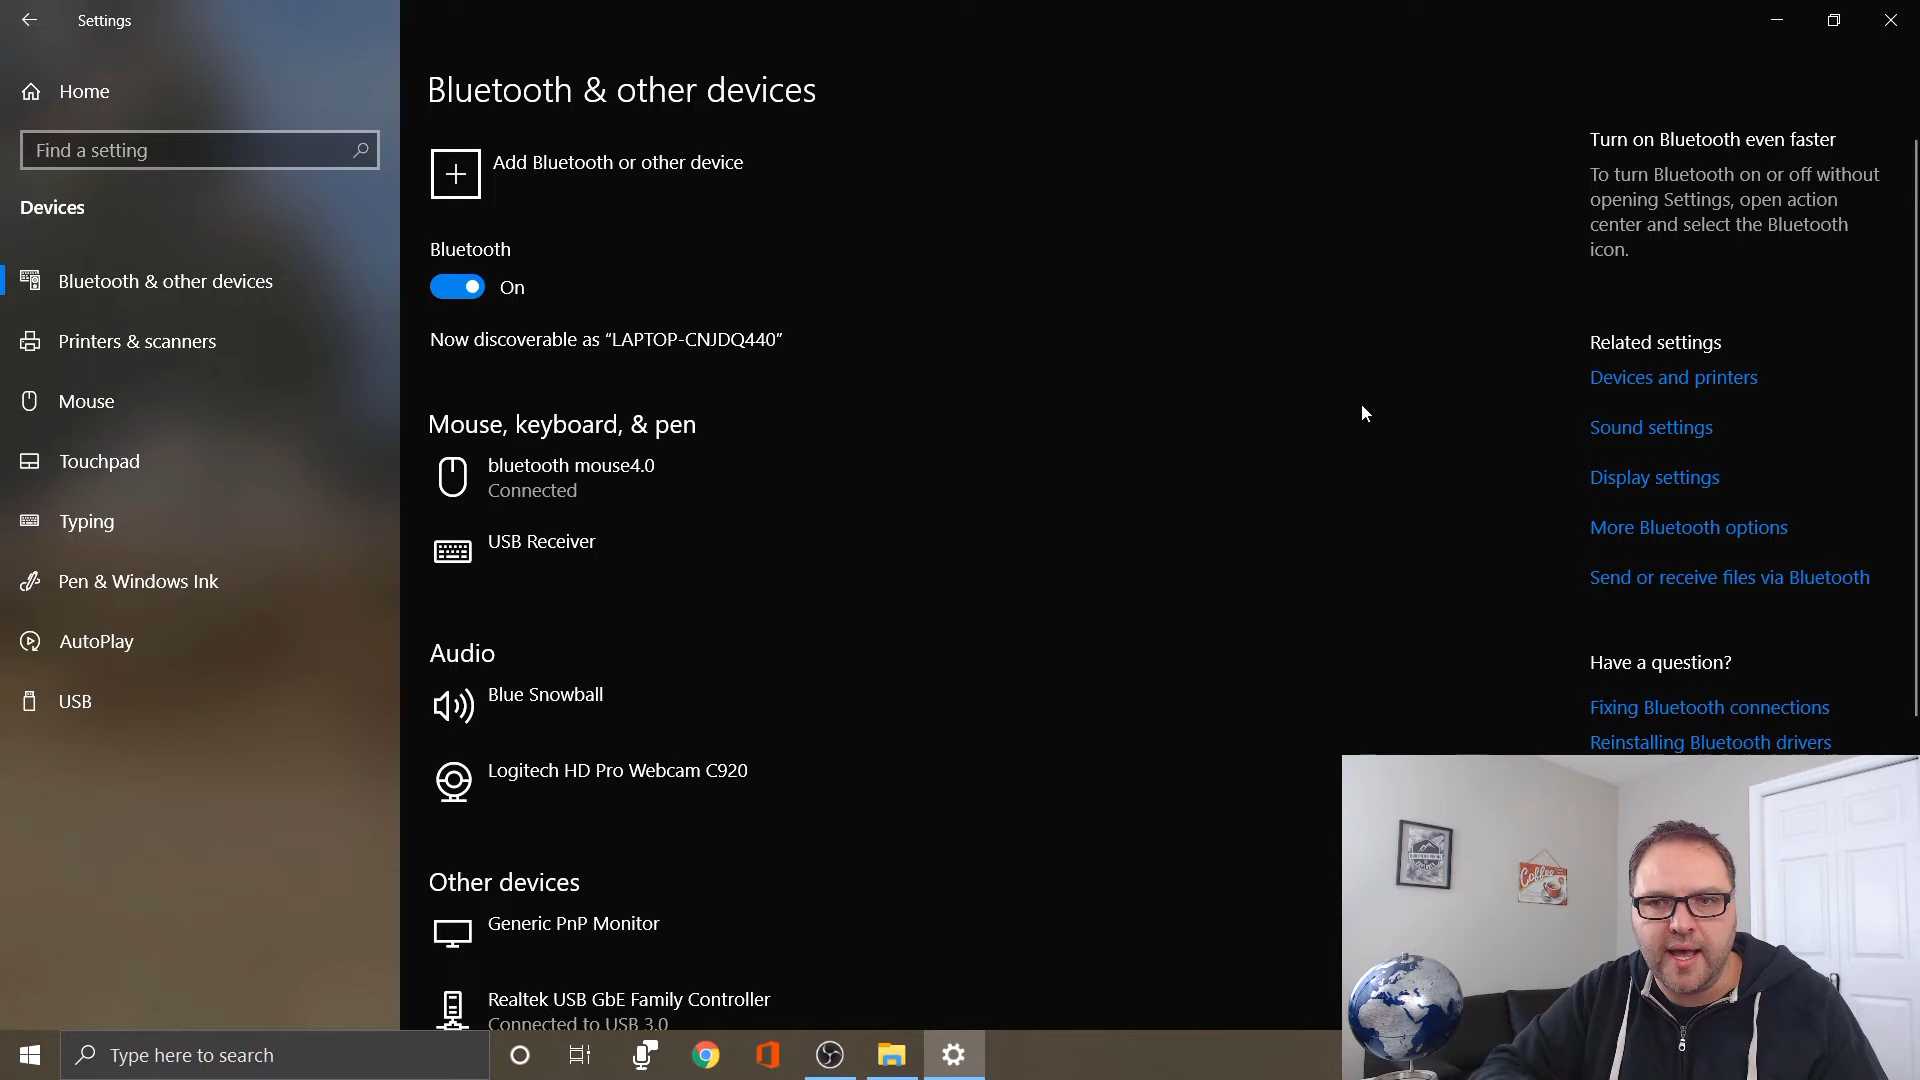 Settings
Home
Find a setting
Devices
Bluetooth & other devices
Printers & scanners
Mouse
Touchpad
Typing
Pen & Windows Ink
AutoPlay
USB
Bluetooth & other devices
Add Bluetooth or other device
Bluetooth
On
Now discoverable as “LAPTOP-CNJDQ440”
Mouse, keyboard, & pen
bluetooth mouse4.0
Connected
USB Receiver
Audio
Blue Snowball
Logitech HD Pro Webcam C920
Other devices
Generic PnP Monitor
Realtek USB GbE Family Controller
Connected to USB 3.0
Turn on Bluetooth even faster
To turn Bluetooth on or off without
opening Settings, open action
center and select the Bluetooth
icon.
Related settings
Devices and printers
Sound settings
Display settings
More Bluetooth options
Send or receive files via Bluetooth
Have a question?
Fixing Bluetooth connections
Reinstalling Bluetooth drivers
Coffee
Type here to search